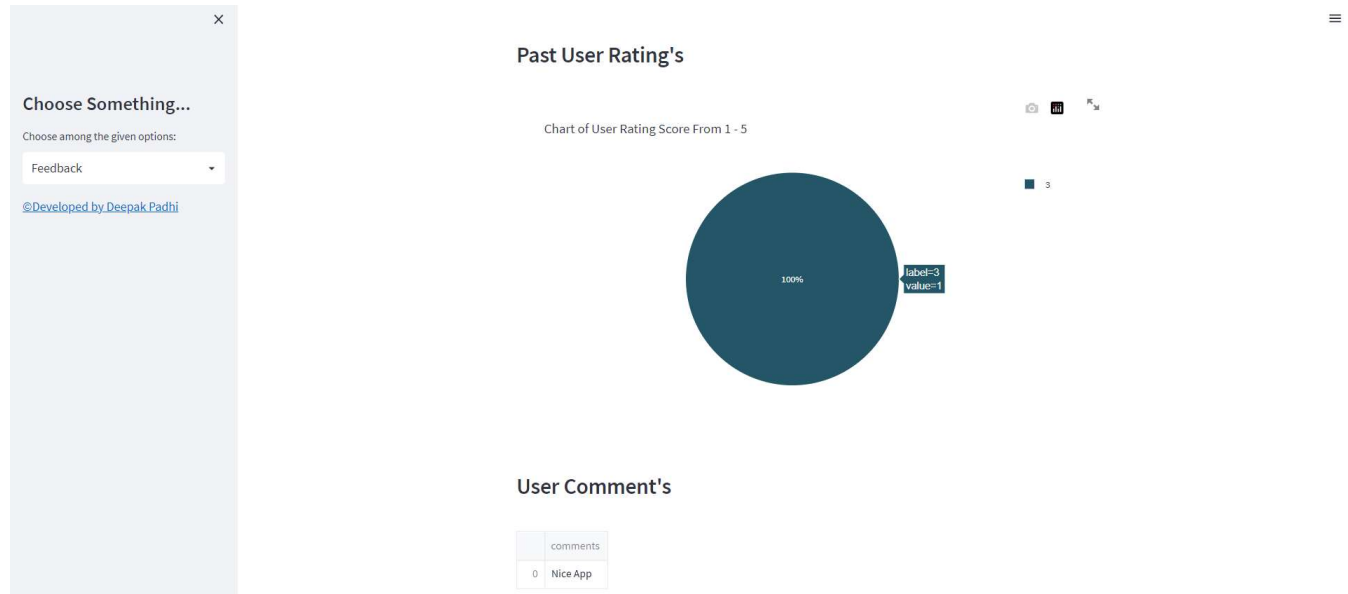 Choose Something...
Choose among the given options:
Feedback
©Developed by Deepak Padhi
Past User Rating's
Chart of User Rating Score From 1 - 5
3
100%
label=3
value=1
User Comment's
comments
0 Nice App